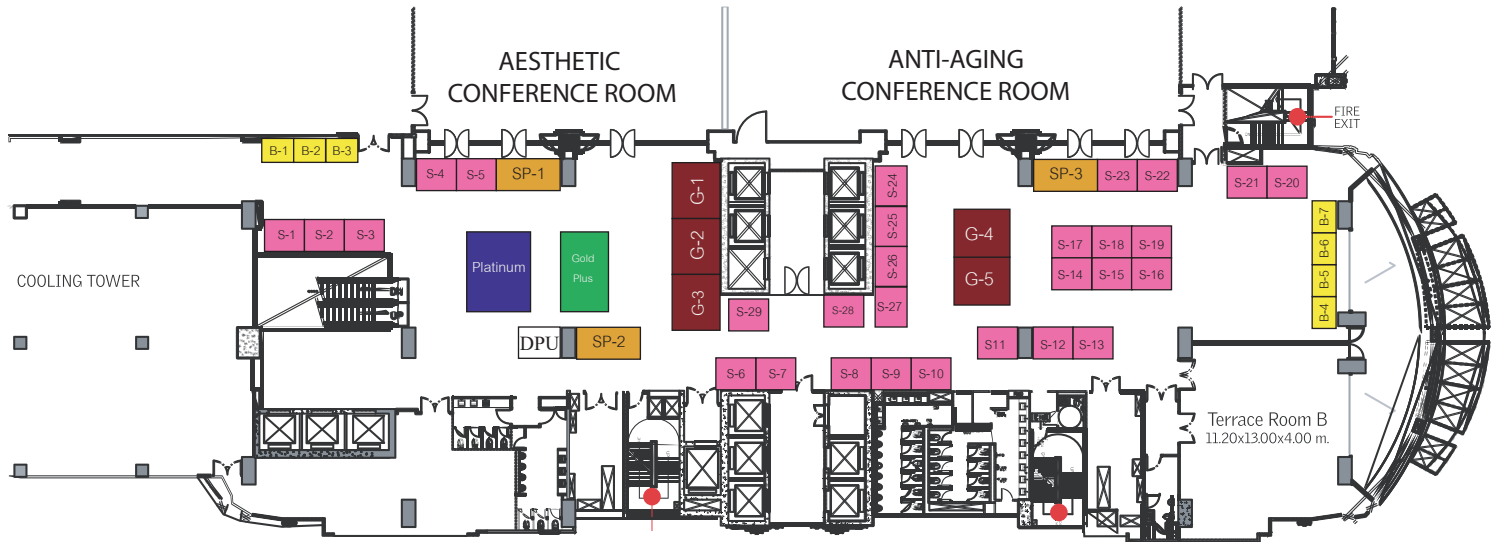 AESTHETIC
CONFERENCE ROOM
ANTI-AGING
CONFERENCE ROOM
FIRE
EXIT
B-1
B-2
B-3
S-4
S-5
SP-1
G-1
S-24
SP-3
S-23
S-22
S-21
S-20
S-1
S-2
S-3
G-2
S-25
G-4
S-17
S-18
S-19
B-7
B-6
COOLING TOWER
Platinum
Gold
Plus
G-3
S-26
G-5
S-14
S-15
S-16
B-5
B-4
S-29
S-28
S-27
DPU
SP-2
S11
S-12
S-13
S-6
S-7
S-8
S-9
S-10
Terrace Room B
11.20x13.00x4.00 m.